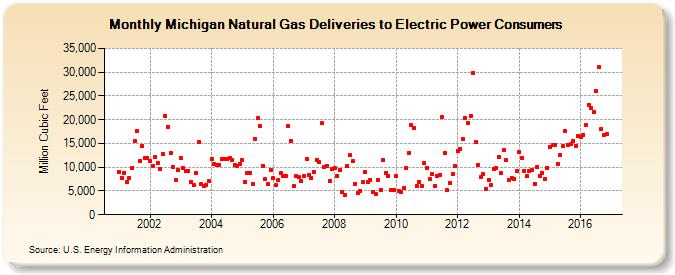 Monthly Michigan Natural Gas Deliveries to Electric Power Consumers
Million Cubic Feet
35,000
30,000
25,000
20,000
15,000
10,000
5,000
0
2002 2004 2006 2008 2010 2012 2014 2016
Source: U.S. Energy Information Administration